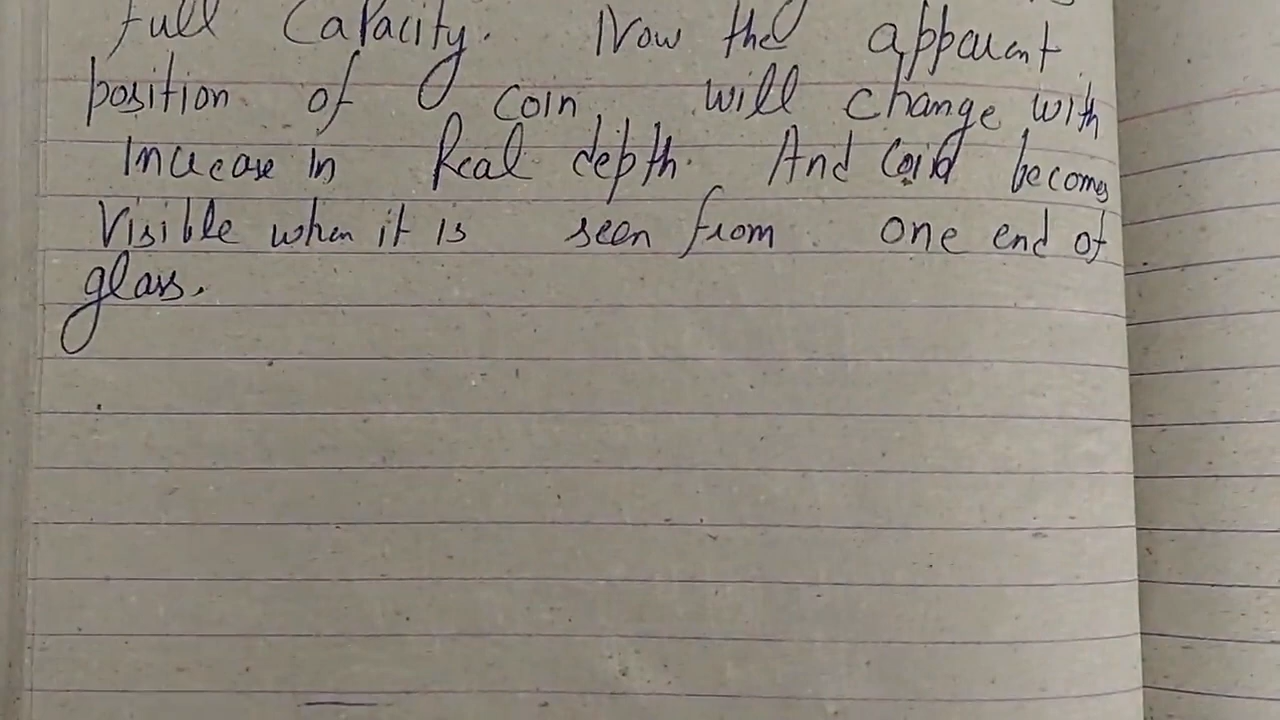 full Capacity. Now the apparent
position of coin will change with
Increase in Real depth. And Coin becomes
Visible when it is seen from one end of
glass.